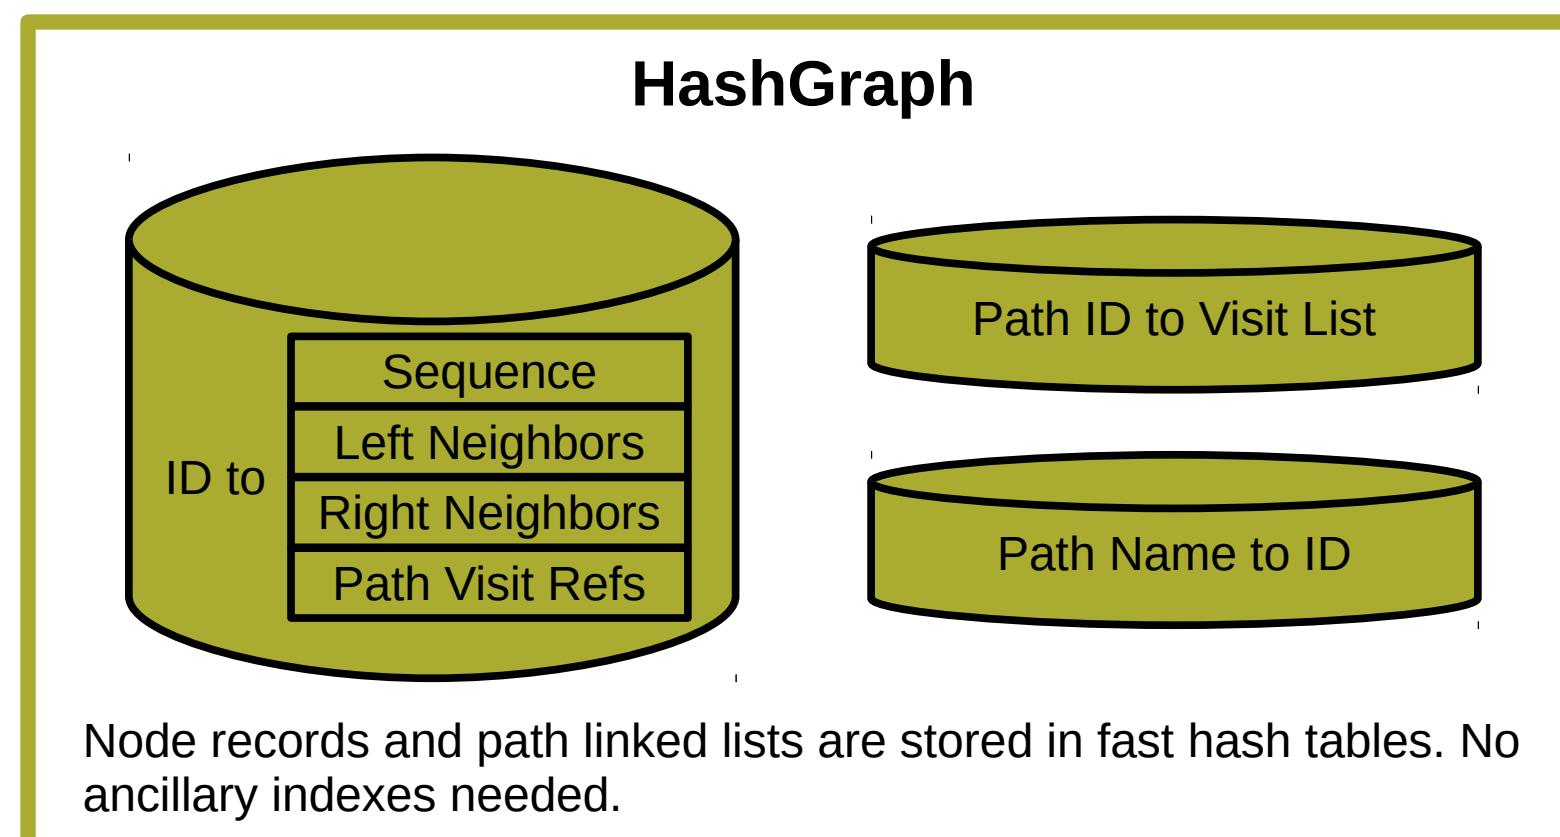 HashGraph
ID to
Sequence
Left Neighbors
Right Neighbors
Path Visit Refs
Path ID to Visit List
Path Name to ID
Node records and path linked lists are stored in fast hash tables. No
ancillary indexes needed.